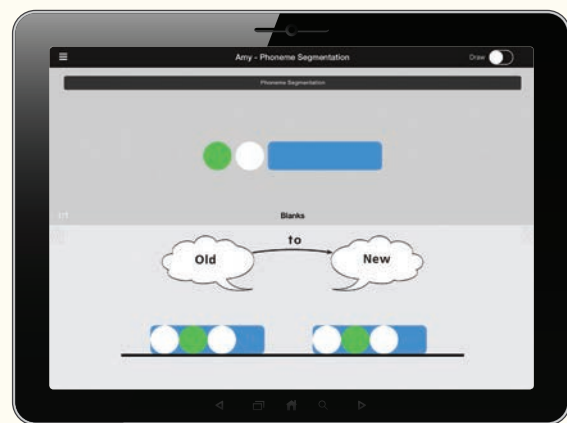 Amy - Phoneme Segmentation
Draw
Phoneme Segmentation
Blanks
to
Old
New